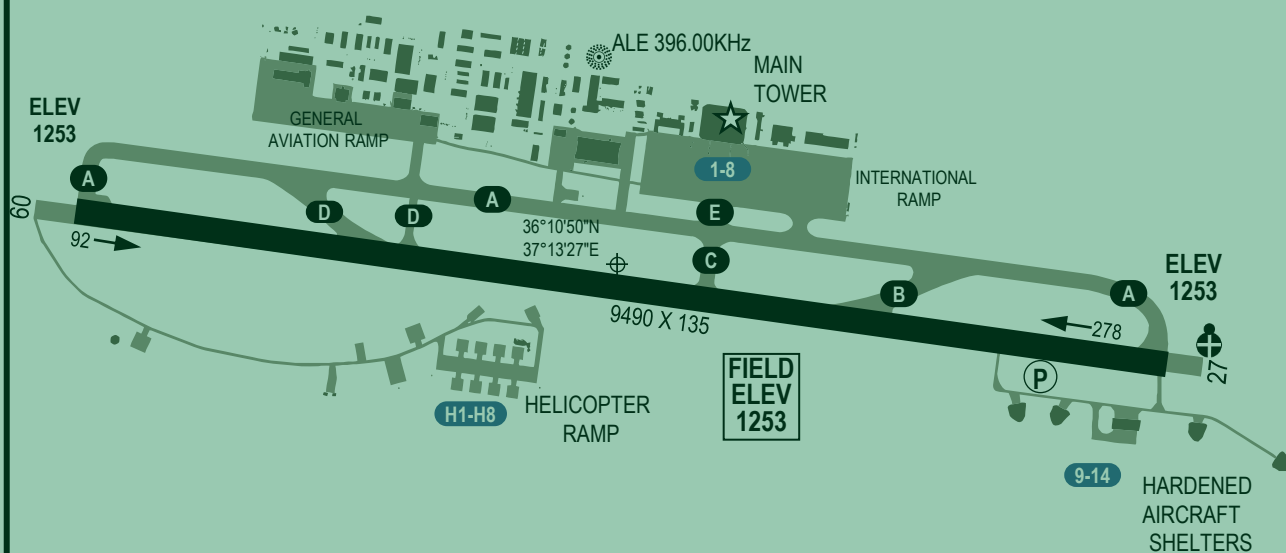 ALE 396.00KHz
MAIN
TOWER
ELEV
1253
GENERAL
AVIATION RAMP
1-8
INTERNATIONAL
RAMP
A
D
D
A
E
09
92
36°10'50"N
37°13'27"E
C
B
A
ELEV
1253
9490 X 135
278
27
P
FIELD
ELEV
1253
H1-H8
HELICOPTER
RAMP
9-14
HARDENED
AIRCRAFT
SHELTERS